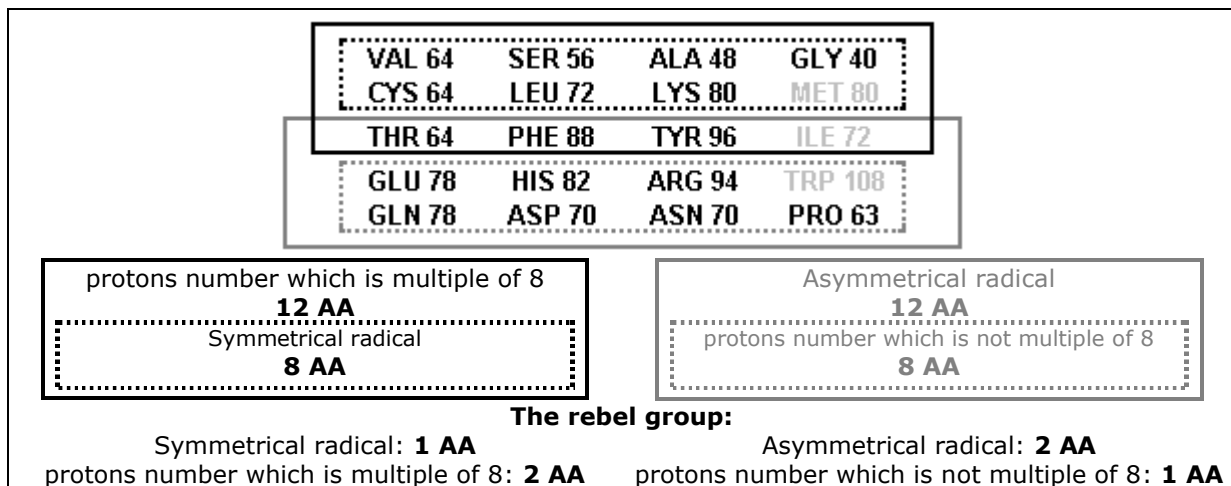 VAL 64 SER 56 ALA 48 GLY 40
CYS 64 LEU 72 LYS 80 MET 80
THR 64 PHE 88 TYR 96 ILE 72
GLU 78 HIS 82 ARG 94 TRP 108
GLN 78 ASP 70 ASN 70 PRO 63
protons number which is multiple of 8
12 AA
Symmetrical radical
8 AA
Asymmetrical radical
12 AA
protons number which is not multiple of 8
8 AA
The rebel group:
Symmetrical radical: 1 AA
protons number which is multiple of 8: 2 AA
Asymmetrical radical: 2 AA
protons number which is not multiple of 8: 1 AA